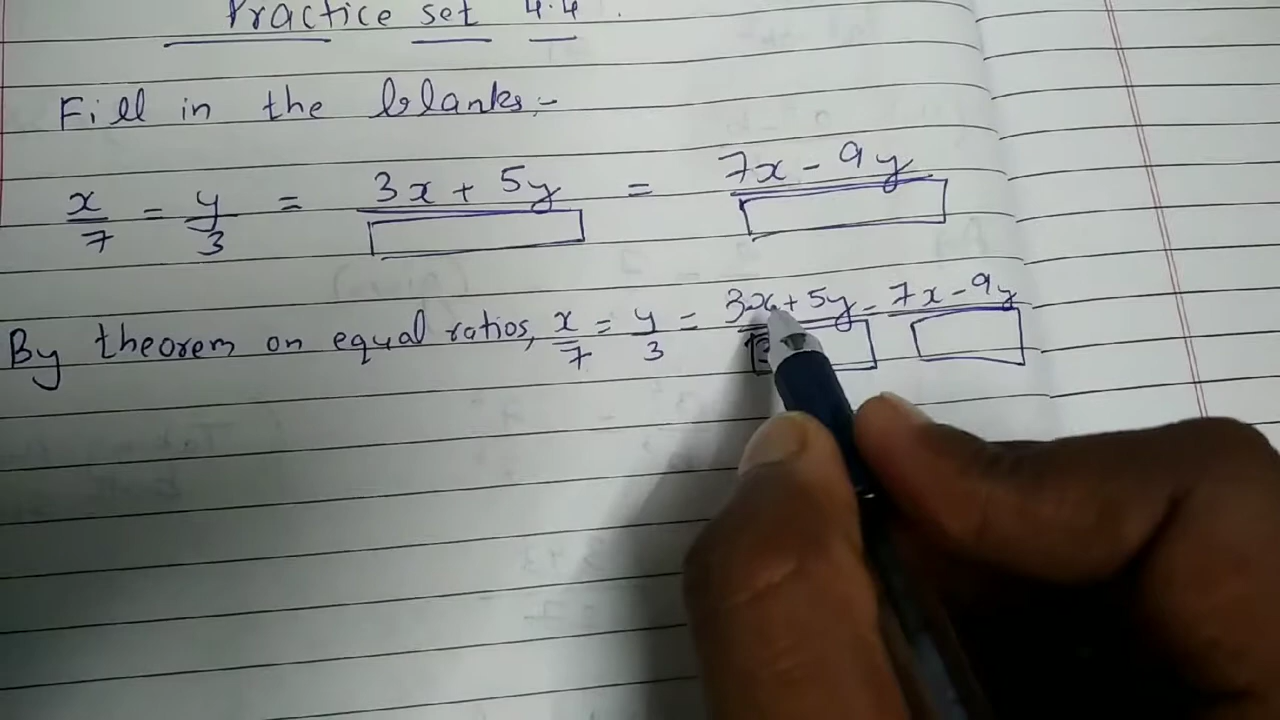 Practice set 4.4.
Fill in the blanks:-
x/7 = y/3 = 3x + 5y/□ = 7x - 9y/□
By theorem on equal ratios, x/7 = y/3 = 3x + 5y/□ = 7x - 9y/□